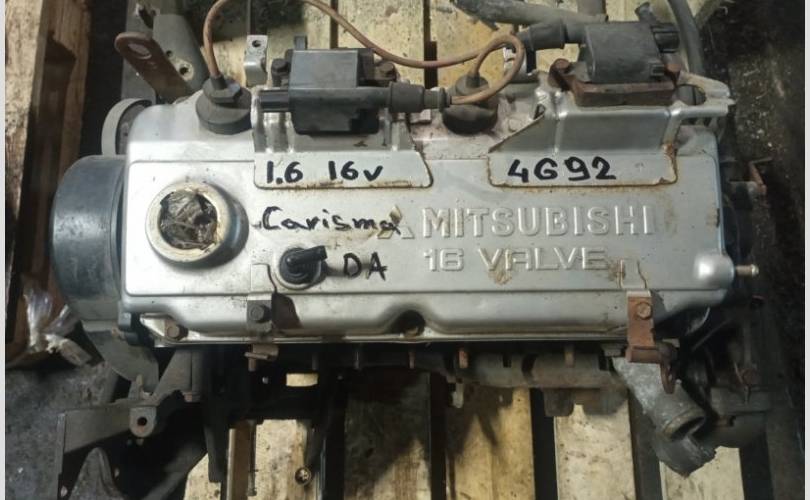 1.6 16v 4G92
Carisma MITSUBISHI
DA 16 VALVE